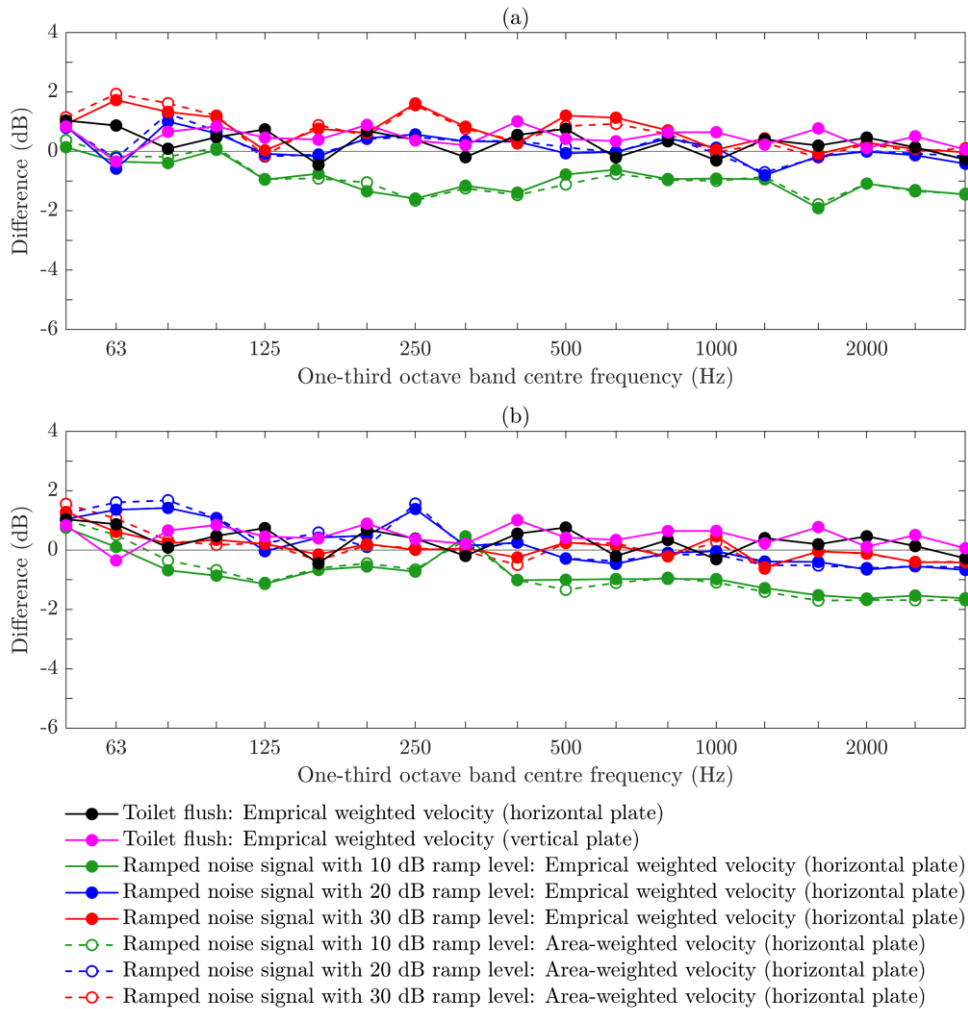 (a)
4
2
0
-2
-4
-6
Difference (dB)
63 125 250 500 1000 2000
One-third octave band centre frequency (Hz)
(b)
4
2
0
-2
-4
-6
Difference (dB)
63 125 250 500 1000 2000
One-third octave band centre frequency (Hz)
Toilet flush: Emprical weighted velocity (horizontal plate)
Toilet flush: Emprical weighted velocity (vertical plate)
Ramped noise signal with 10 dB ramp level: Emprical weighted velocity (horizontal plate)
Ramped noise signal with 20 dB ramp level: Emprical weighted velocity (horizontal plate)
Ramped noise signal with 30 dB ramp level: Emprical weighted velocity (horizontal plate)
Ramped noise signal with 10 dB ramp level: Area-weighted velocity (horizontal plate)
Ramped noise signal with 20 dB ramp level: Area-weighted velocity (horizontal plate)
Ramped noise signal with 30 dB ramp level: Area-weighted velocity (horizontal plate)